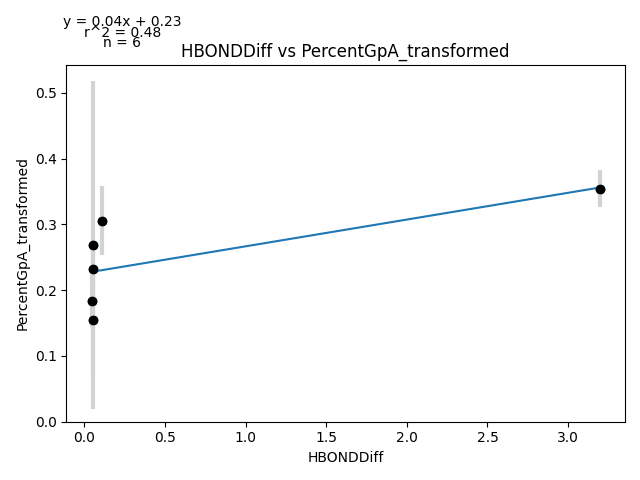 y = 0.04x + 0.23
r^2 = 0.48
n = 6
HBONDDiff vs PercentGpA_transformed
PercentGpA_transformed
0.5
0.4
0.3
0.2
0.1
0.0
0.0 0.5 1.0 1.5 2.0 2.5 3.0
HBONDDiff